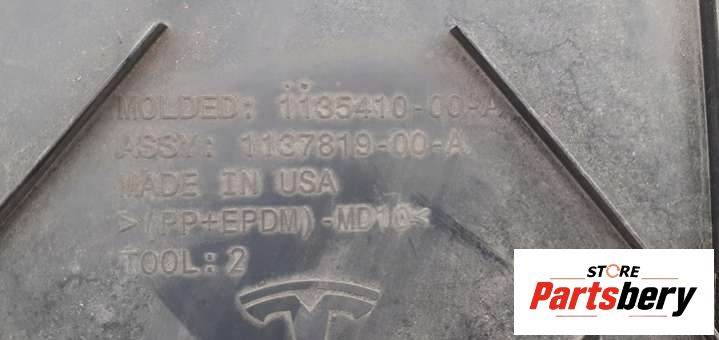 MOLDED: 1135410-00-A
ASSY: 1137819-00-A
MADE IN USA
>(PP+EPDM)-MD10<
TOOL: 2
STORE
Partsbery